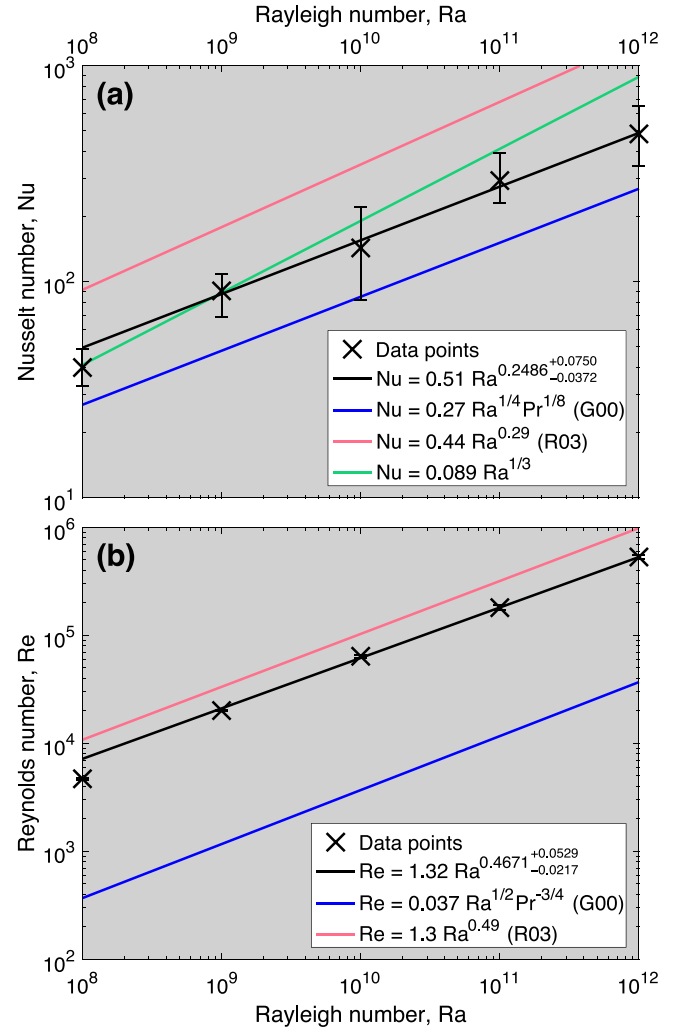 Rayleigh number, Ra
10^8 10^9 10^10 10^11 10^12
10^3
(a)
Nusselt number, Nu
10^2
Data points
Nu = 0.51 Ra^0.2486 +0.0750 −0.0372
Nu = 0.27 Ra^1/4 Pr^1/8 (G00)
Nu = 0.44 Ra^0.29 (R03)
Nu = 0.089 Ra^1/3
10^1
10^6
(b)
10^5
Reynolds number, Re
10^4
10^3
Data points
Re = 1.32 Ra^0.4671 +0.0529 −0.0217
Re = 0.037 Ra^1/2 Pr^-3/4 (G00)
Re = 1.3 Ra^0.49 (R03)
10^2
10^8 10^9 10^10 10^11 10^12
Rayleigh number, Ra